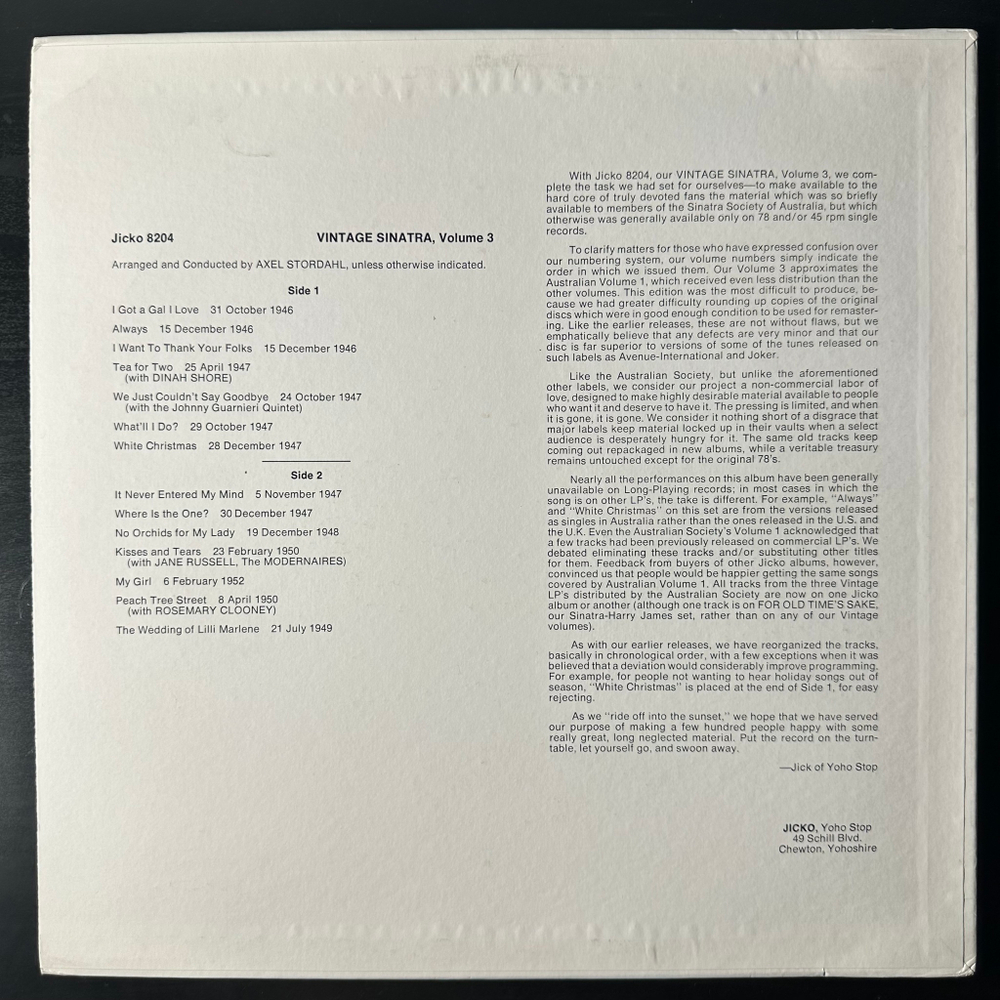 Jicko 8204 VINTAGE SINATRA, Volume 3
Arranged and Conducted by AXEL STORDAHL, unless otherwise indicated.
Side 1
I Got a Gal I Love 31 October 1946
Always 15 December 1946
I Want To Thank Your Folks 15 December 1946
Tea for Two 25 April 1947
(with DINAH SHORE)
We Just Couldn't Say Goodbye 24 October 1947
(with the Johnny Guarnieri Quintet)
What'll I Do? 29 October 1947
White Christmas 28 December 1947
Side 2
It Never Entered My Mind 5 November 1947
Where Is the One? 30 December 1947
No Orchids for My Lady 19 December 1948
Kisses and Tears 23 February 1950
(with JANE RUSSELL, The MODERNAIRES)
My Girl 6 February 1952
Peach Tree Street 8 April 1950
(with ROSEMARY CLOONEY)
The Wedding of Lilli Marlene 21 July 1949
With Jicko 8204, our VINTAGE SINATRA, Volume 3, we com-
plete the task we had set for ourselves—to make available to the
hard core of truly devoted fans the material which was so briefly
available to members of the Sinatra Society of Australia, but which
otherwise was generally available only on 78 and/or 45 rpm single
records.
To clarify matters for those who have expressed confusion over
our numbering system, our volume numbers simply indicate the
order in which we issued them. Our Volume 3 approximates the
Australian Volume 1, which received even less distribution than the
other volumes. This edition was the most difficult to produce, be-
cause we had greater difficulty rounding up copies of the original
discs which were in good enough condition to be used for remaster-
ing. Like the earlier releases, these are not without flaws, but we
emphatically believe that any defects are very minor and that our
disc is far superior to versions of some of the tunes released on
such labels as Avenue-International and Joker.
Like the Australian Society, but unlike the aforementioned
other labels, we consider our project a non-commercial labor of
love, designed to make highly desirable material available to people
who want it and deserve to have it. The pressing is limited, and when
it is gone, it is gone. We consider it nothing short of a disgrace that
major labels keep material locked up in their vaults when a select
audience is desperately hungry for it. The same old tracks keep
coming out repackaged in new albums, while a veritable treasury
remains untouched except for the original 78's.
Nearly all the performances on this album have been generally
unavailable on Long-Playing records; in most cases in which the
song is on other LP's, the take is different. For example, "Always"
and "White Christmas" on this set are from the versions released
as singles in Australia rather than the ones released in the U.S. and
the U.K. Even the Australian Society's Volume 1 acknowledged that
a few tracks had been previously released on commercial LP's. We
debated eliminating these tracks and/or substituting other titles
for them. Feedback from buyers of other Jicko albums, however,
convinced us that people would be happier getting the same songs
covered by Australian Volume 1. All tracks from the three Vintage
LP's distributed by the Australian Society are now on one Jicko
album or another (although one track is on FOR OLD TIME'S SAKE,
our Sinatra-Harry James set, rather than on any of our Vintage
volumes).
As with our earlier releases, we have reorganized the tracks,
basically in chronological order, with a few exceptions when it was
believed that a deviation would considerably improve programming.
For example, for people not wanting to hear holiday songs out of
season, "White Christmas" is placed at the end of Side 1, for easy
rejecting.
As we "ride off into the sunset," we hope that we have served
our purpose of making a few hundred people happy with some
really great, long neglected material. Put the record on the turn-
table, let yourself go, and swoon away.
—Jick of Yoho Stop
JICKO, Yoho Stop
49 Schill Blvd.
Chewton, Yohoshire